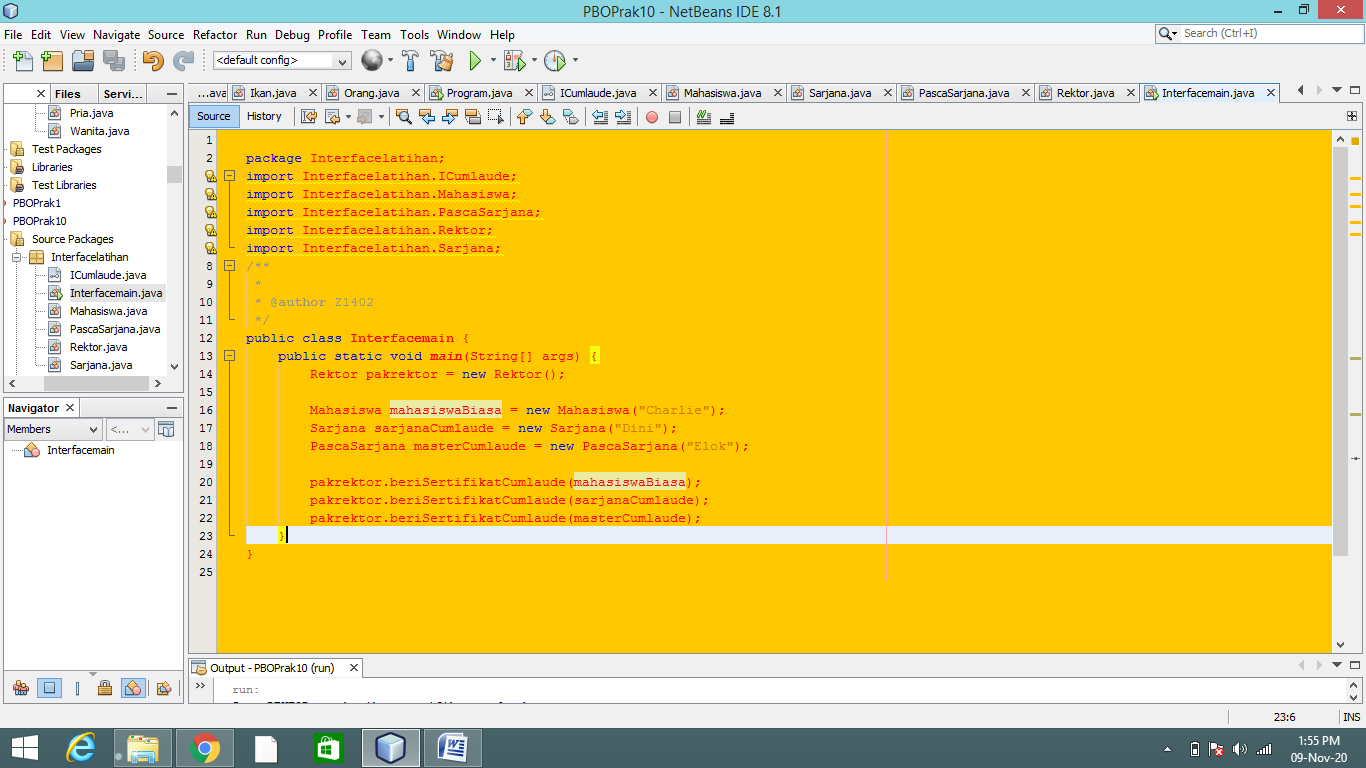 PBOPrak10 - NetBeans IDE 8.1
File Edit View Navigate Source Refactor Run Debug Profile Team Tools Window Help
Search (Ctrl+I)
<default config>
Files Servi...
...ava Ikan.java Orang.java Program.java ICumlaude.java Mahasiswa.java Sarjana.java PascaSarjana.java Rektor.java Interfacemain.java
Source History
Pria.java
Wanita.java
Test Packages
Libraries
Test Libraries
PBOPrak1
PBOPrak10
Source Packages
Interfacelatihan
ICumlaude.java
Interfacemain.java
Mahasiswa.java
PascaSarjana.java
Rektor.java
Sarjana.java
Navigator
Members <...
Interfacemain
1
2 package Interfacelatihan;
import Interfacelatihan.ICumlaude;
import Interfacelatihan.Mahasiswa;
import Interfacelatihan.PascaSarjana;
import Interfacelatihan.Rektor;
import Interfacelatihan.Sarjana;
8 /**
9 *
10 * @author Z1402
11 */
12 public class Interfacemain {
13 public static void main(String[] args) {
14 Rektor pakrektor = new Rektor();
15
16 Mahasiswa mahasiswaBiasa = new Mahasiswa("Charlie");
17 Sarjana sarjanaCumlaude = new Sarjana("Dini");
18 PascaSarjana masterCumlaude = new PascaSarjana("Elok");
19
20 pakrektor.beriSertifikatCumlaude(mahasiswaBiasa);
21 pakrektor.beriSertifikatCumlaude(sarjanaCumlaude);
22 pakrektor.beriSertifikatCumlaude(masterCumlaude);
23 }
24 }
25
Output - PBOPrak10 (run)
run:
23:6 INS
1:55 PM
09-Nov-20